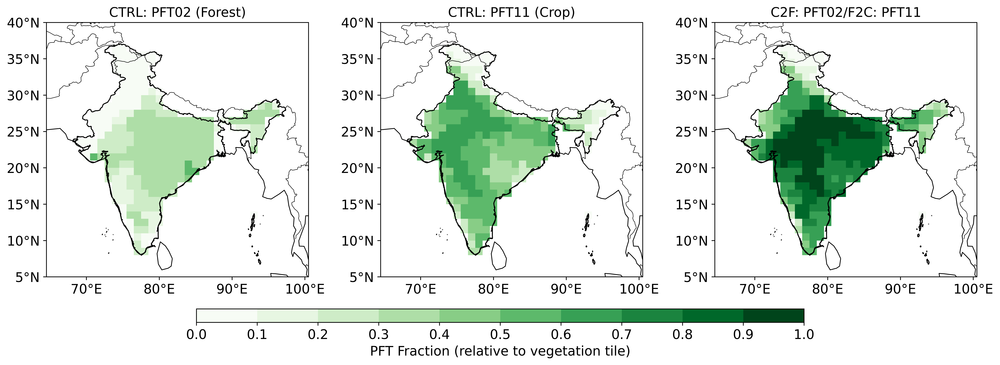 CTRL: PFT02 (Forest)
CTRL: PFT11 (Crop)
C2F: PFT02/F2C: PFT11
40°N
35°N
30°N
25°N
20°N
15°N
10°N
5°N
70°E 80°E 90°E 100°E
40°N
35°N
30°N
25°N
20°N
15°N
10°N
5°N
70°E 80°E 90°E 100°E
40°N
35°N
30°N
25°N
20°N
15°N
10°N
5°N
70°E 80°E 90°E 100°E
0.0 0.1 0.2 0.3 0.4 0.5 0.6 0.7 0.8 0.9 1.0
PFT Fraction (relative to vegetation tile)